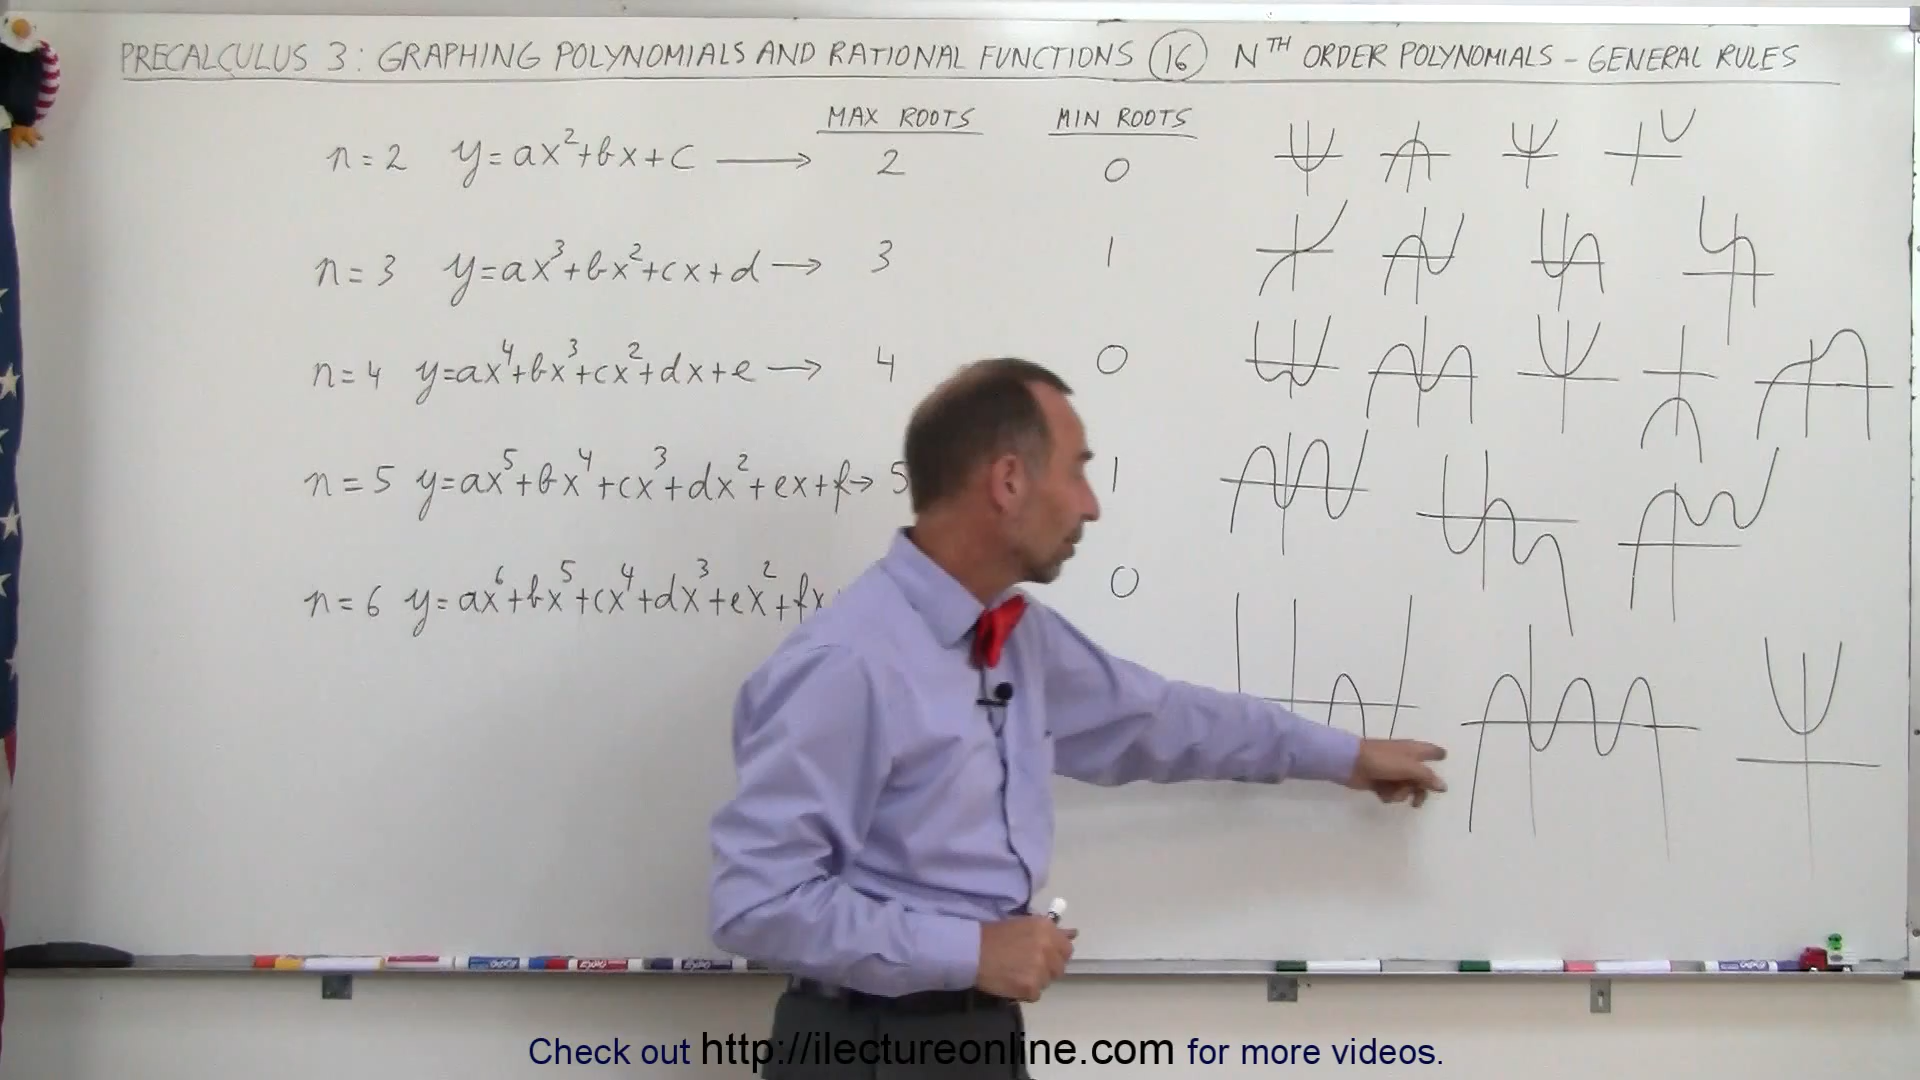 PRECALCULUS 3: GRAPHING POLYNOMIALS AND RATIONAL FUNCTIONS 16 NTH ORDER POLYNOMIALS - GENERAL RULES
MAX ROOTS MIN ROOTS
n = 2 y = ax²+bx+c → 2 0
n = 3 y = ax³+bx²+cx+d → 3 1
n = 4 y = ax⁴+bx³+cx²+dx+e → 4 0
n = 5 y = ax⁵+bx⁴+cx³+dx²+ex+f → 5 1
n = 6 y = ax⁶+bx⁵+cx⁴+dx³+ex²+fx 0
EXPO EXPO
Check out http://ilectureonline.com for more videos.